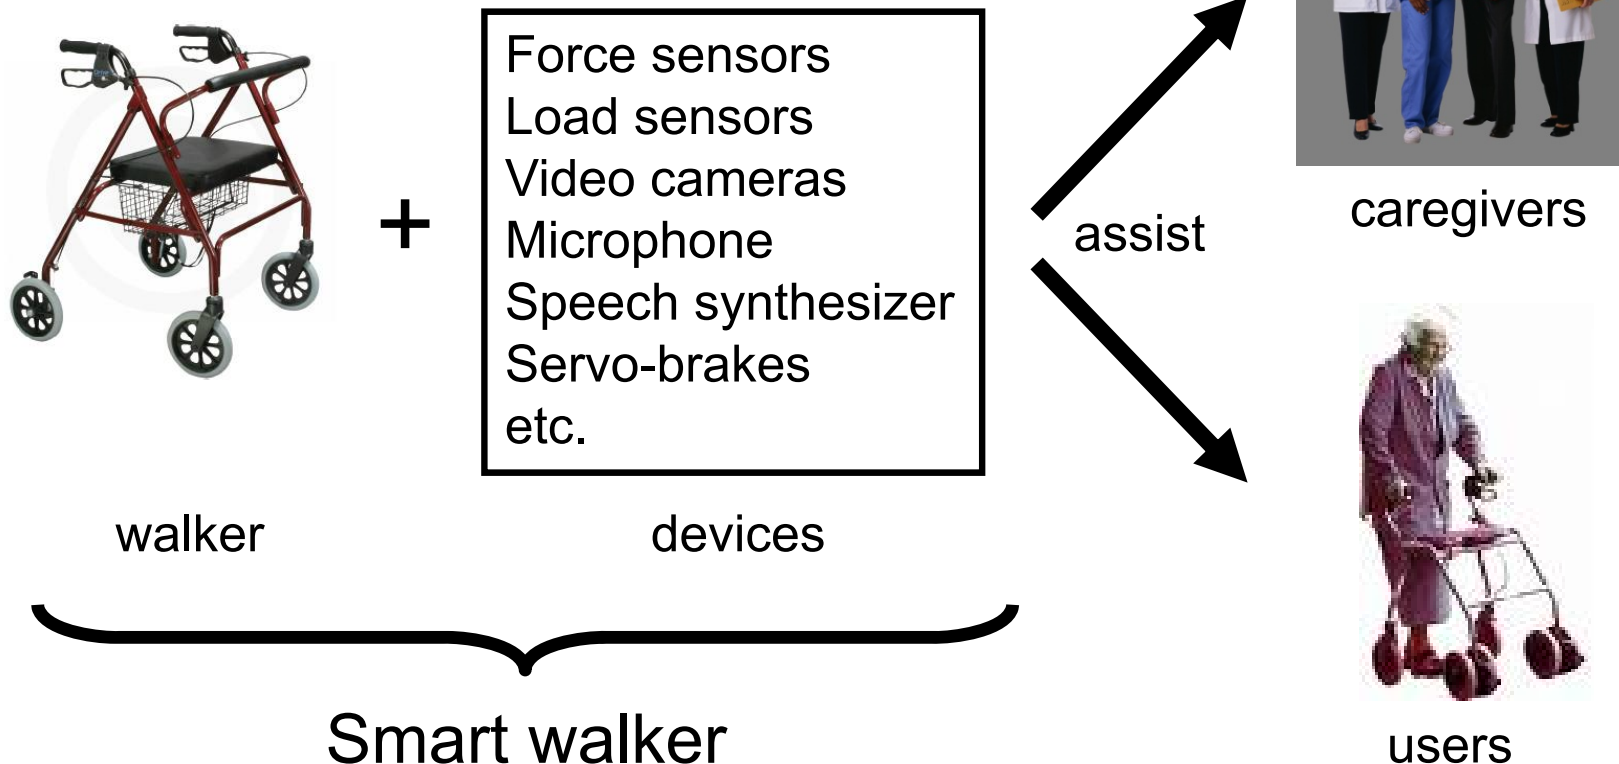 Force sensors
Load sensors
Video cameras
Microphone
Speech synthesizer
Servo-brakes
etc.
+
assist
caregivers
walker
devices
Smart walker
users